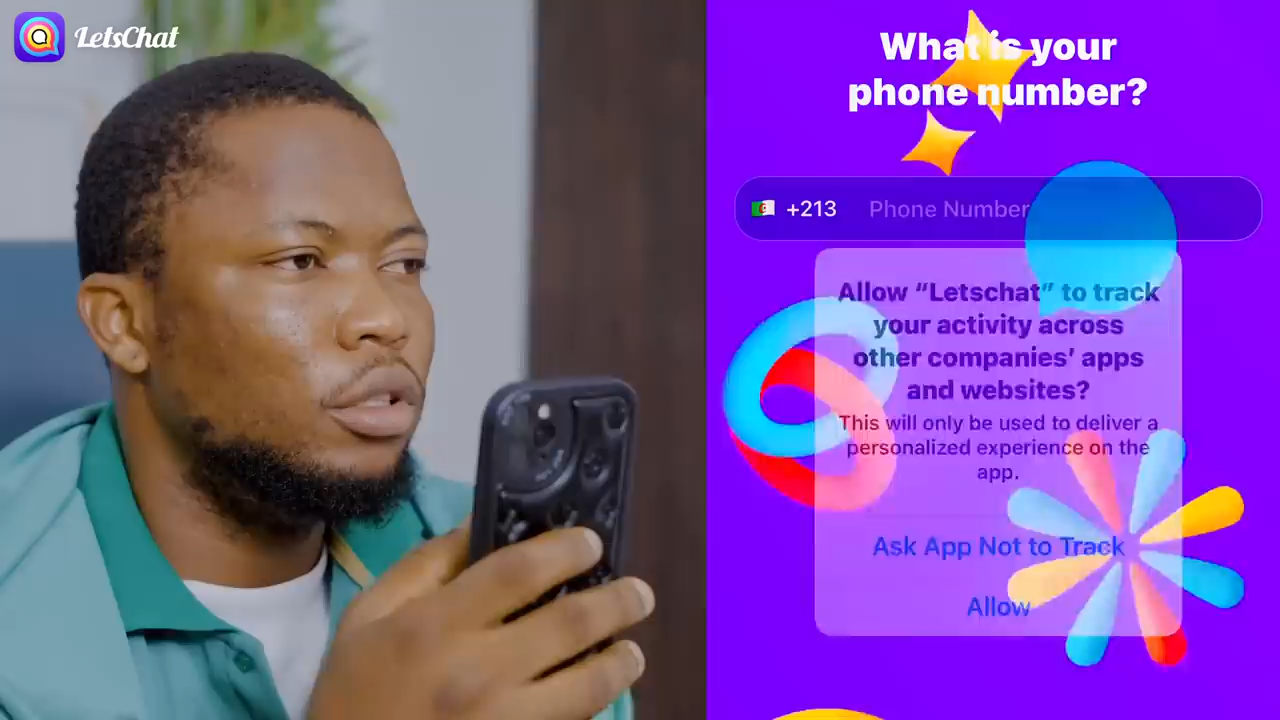 LetsChat
What is your
phone number?
+213
Phone Number
Allow “Letschat” to track
your activity across
other companies’ apps
and websites?
This will only be used to deliver a
personalized experience on the
app.
Ask App Not to Track
Allow